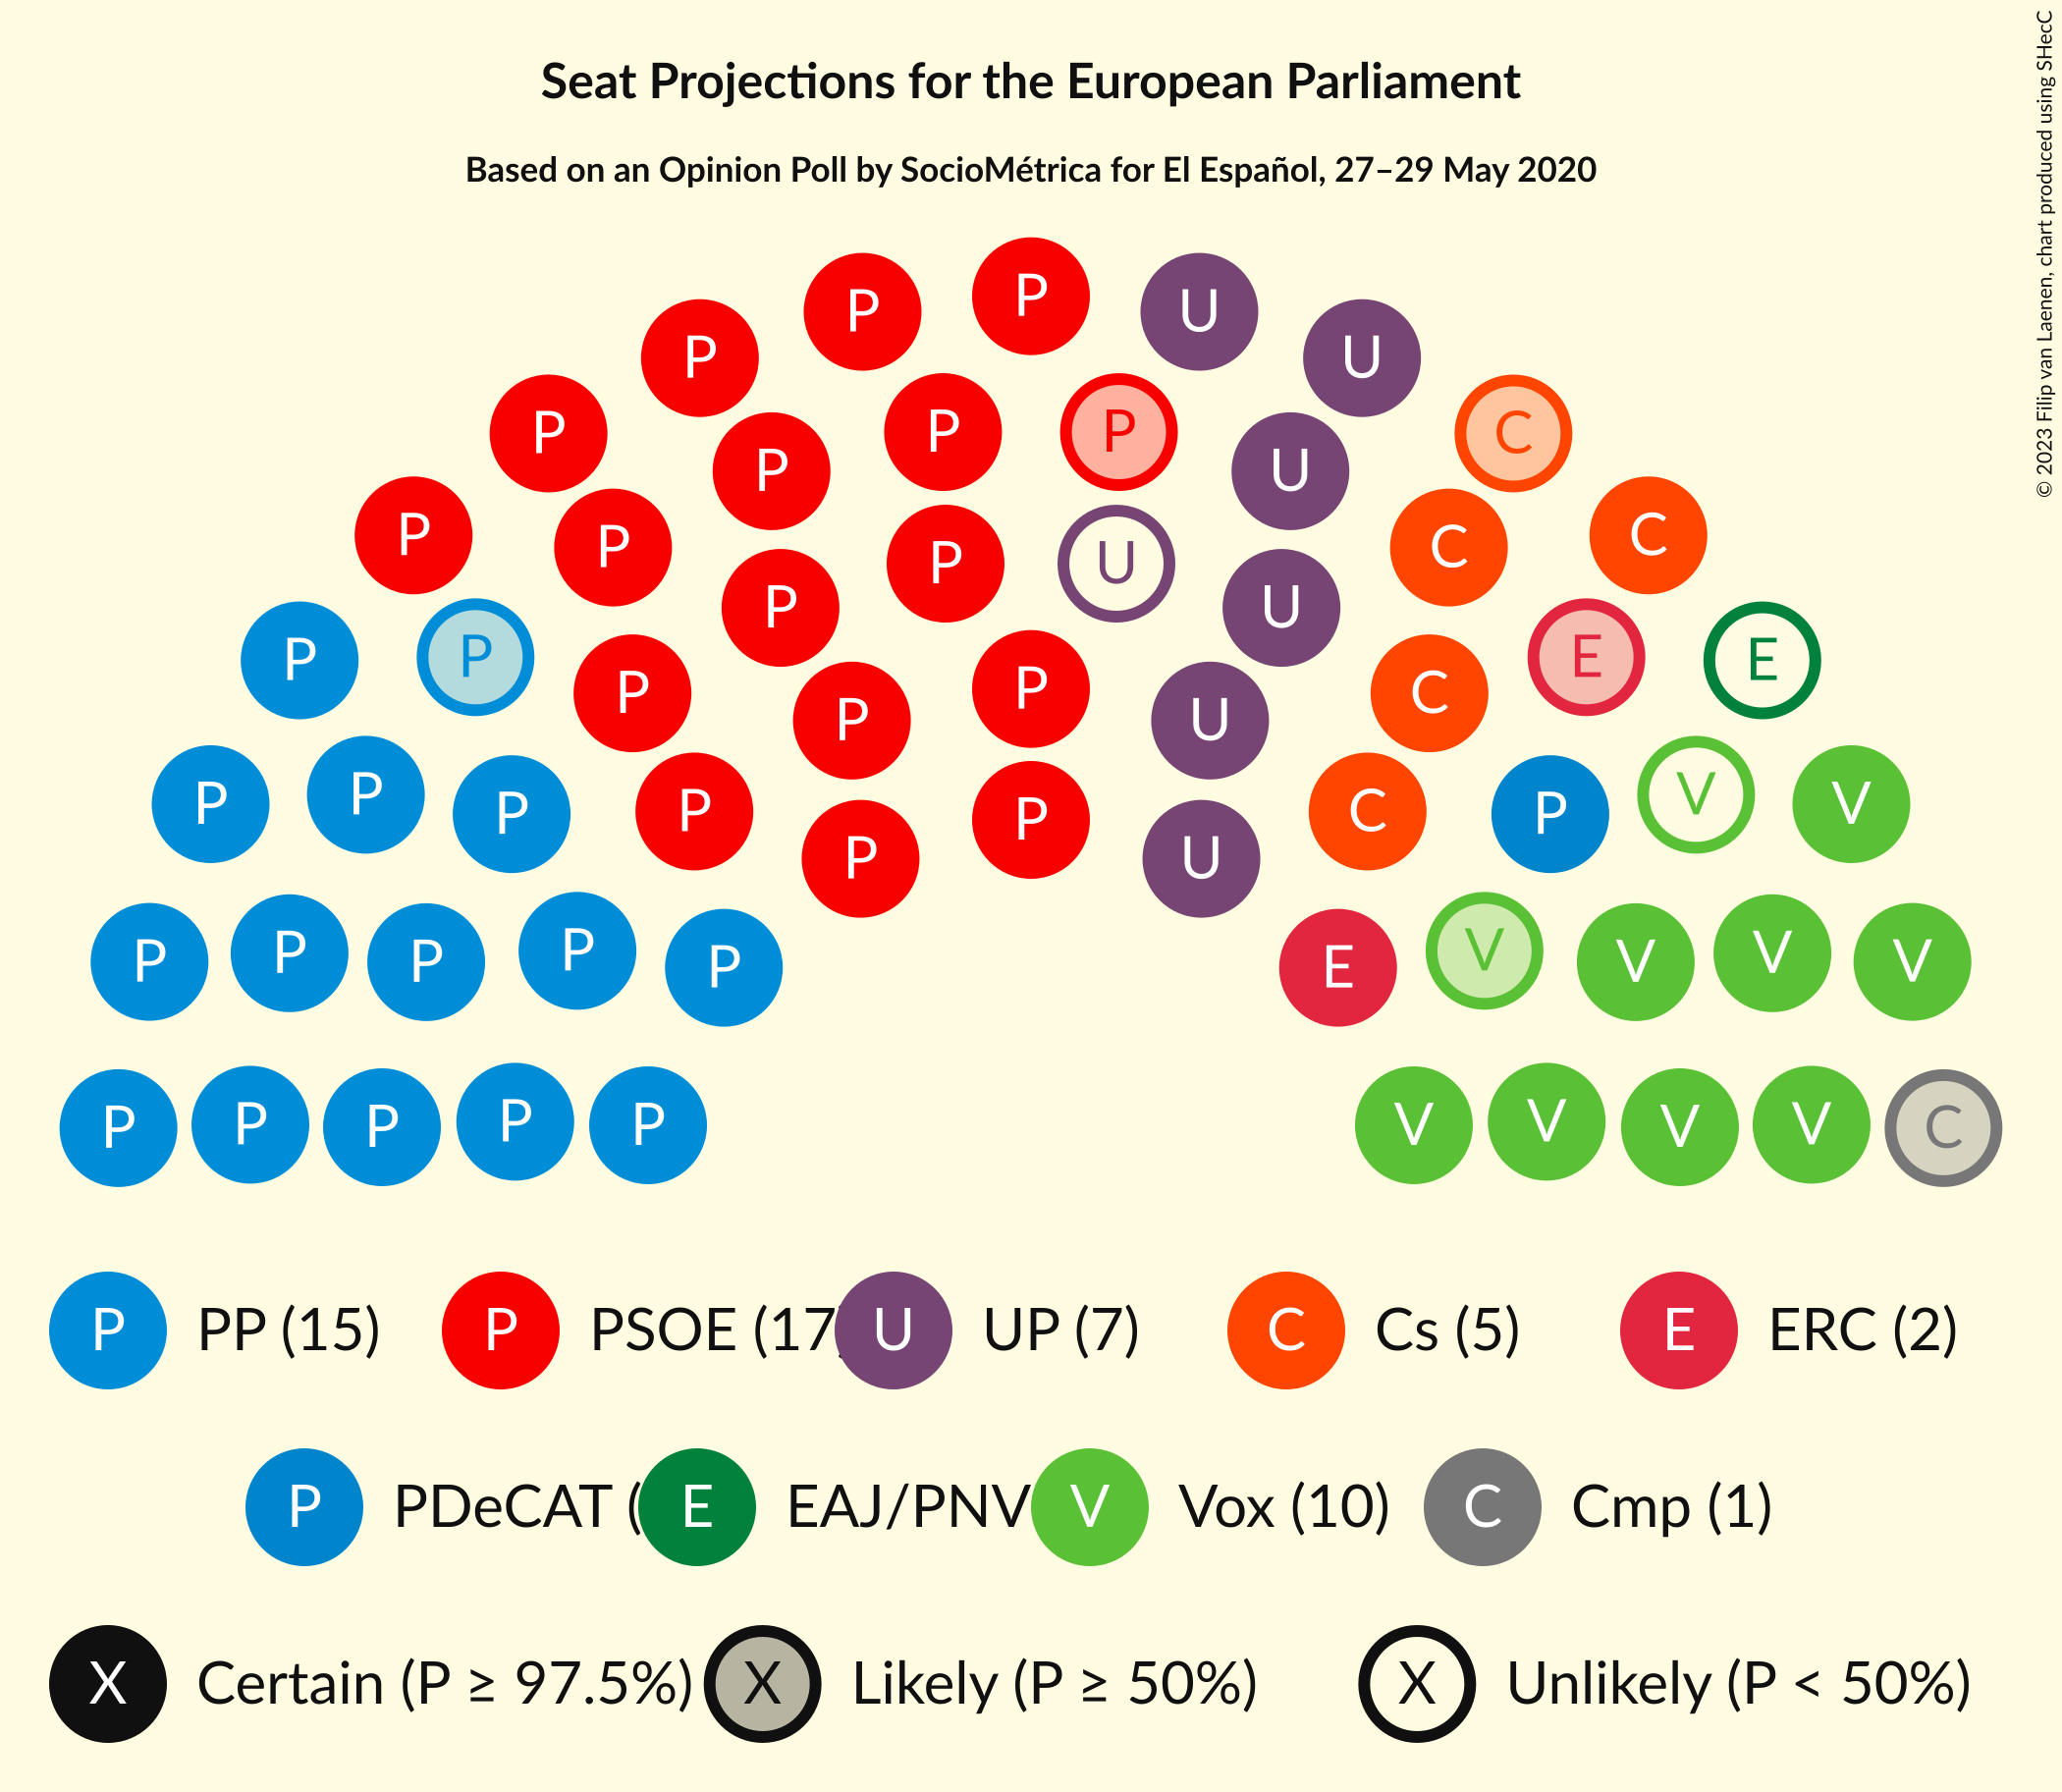 Seat Projections for the European Parliament
Based on an Opinion Poll by SocioMétrica for El Español, 27–29 May 2020
© 2023 Filip van Laenen, chart produced using SHecC
P
P U
P U
P P P C
P U
P P C C
P U
P U
P P E E
P P C
P U
P P P P P C P V V
P U
P P P P P E V V V V
P P P P P V V V V C
P PP (15) P PSOE (17 U UP (7) C Cs (5) E ERC (2)
P PDeCAT ( E EAJ/PNV V Vox (10) C Cmp (1)
X Certain (P ≥ 97.5%) X Likely (P ≥ 50%) X Unlikely (P < 50%)